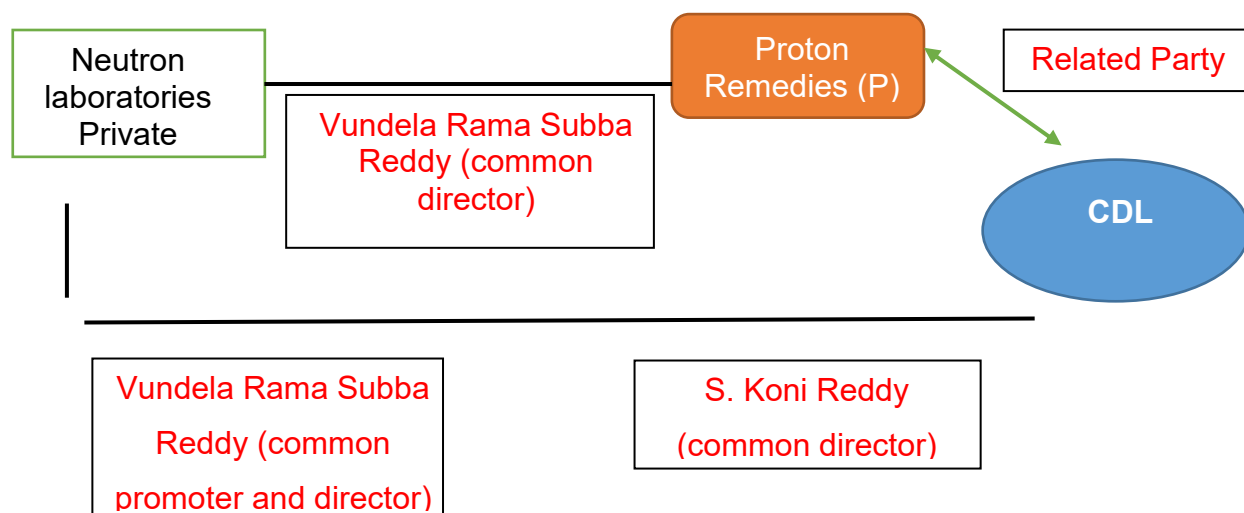 Neutron
laboratories
Private
Proton
Remedies (P)
Related Party
Vundela Rama Subba
Reddy (common
director)
CDL
Vundela Rama Subba
Reddy (common
promoter and director)
S. Koni Reddy
(common director)